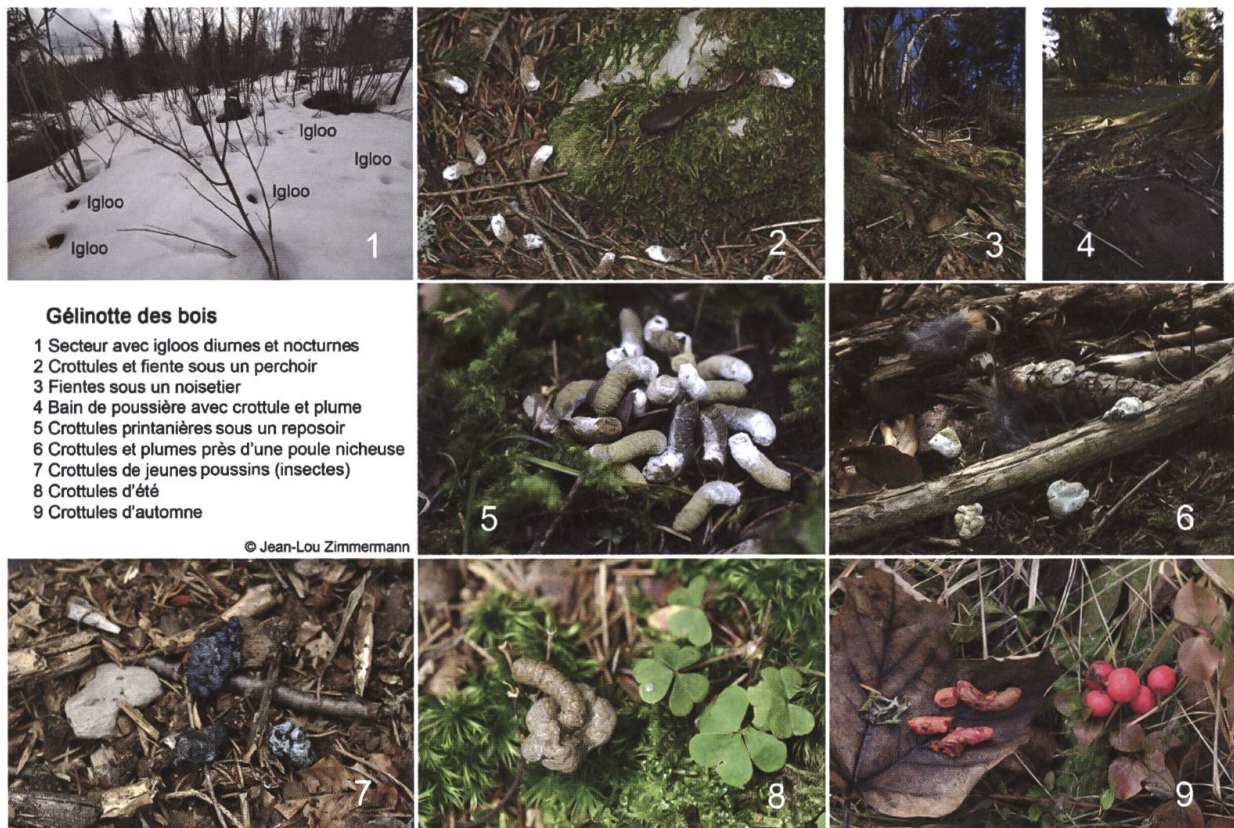 Igloo
Igloo
Igloo
Igloo
Igloo
1
2
3
4
Gélinotte des bois
1 Secteur avec igloos diurnes et nocturnes
2 Crottules et fiente sous un perchoir
3 Fientes sous un noisetier
4 Bain de poussière avec crottule et plume
5 Crottules printanières sous un reposoir
6 Crottules et plumes près d'une poule nicheuse
7 Crottules de jeunes poussins (insectes)
8 Crottules d'été
9 Crottules d'automne
© Jean-Lou Zimmermann
5
6
7
8
9